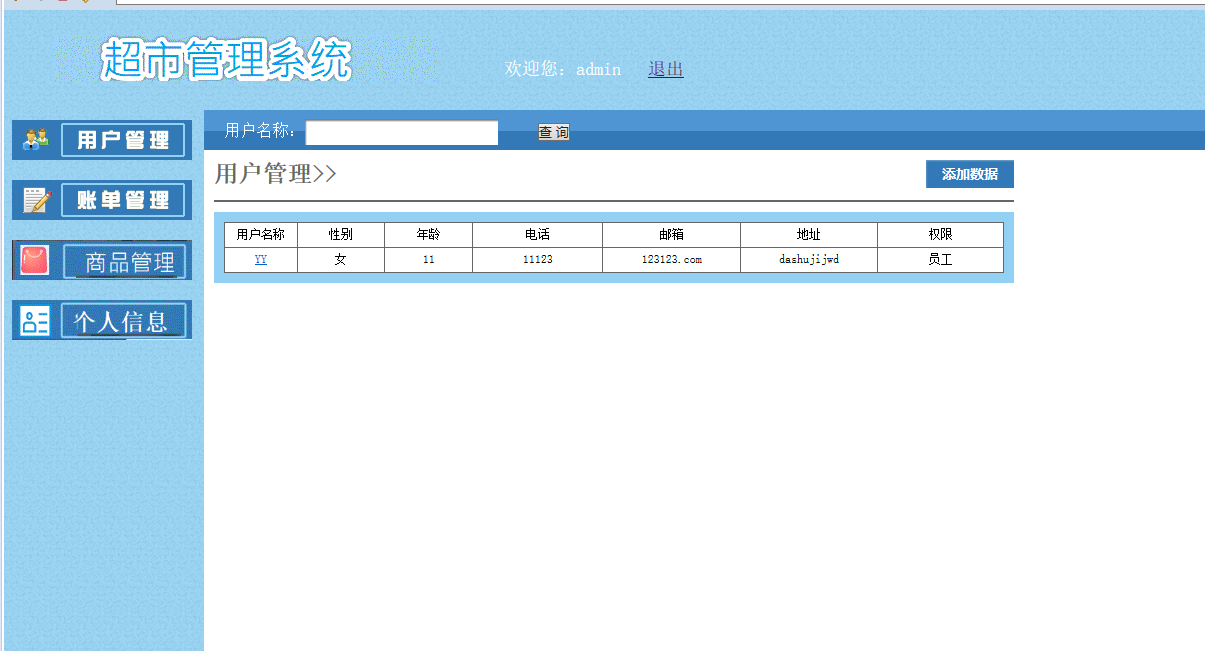 超市管理系统
欢迎您：admin 退出
用户管理
账单管理
商品管理
个人信息
用户名称： 查询
用户管理>>
添加数据
用户名称 性别 年龄 电话 邮箱 地址 权限
YY 女 11 11123 123123.com dashujijwd 员工